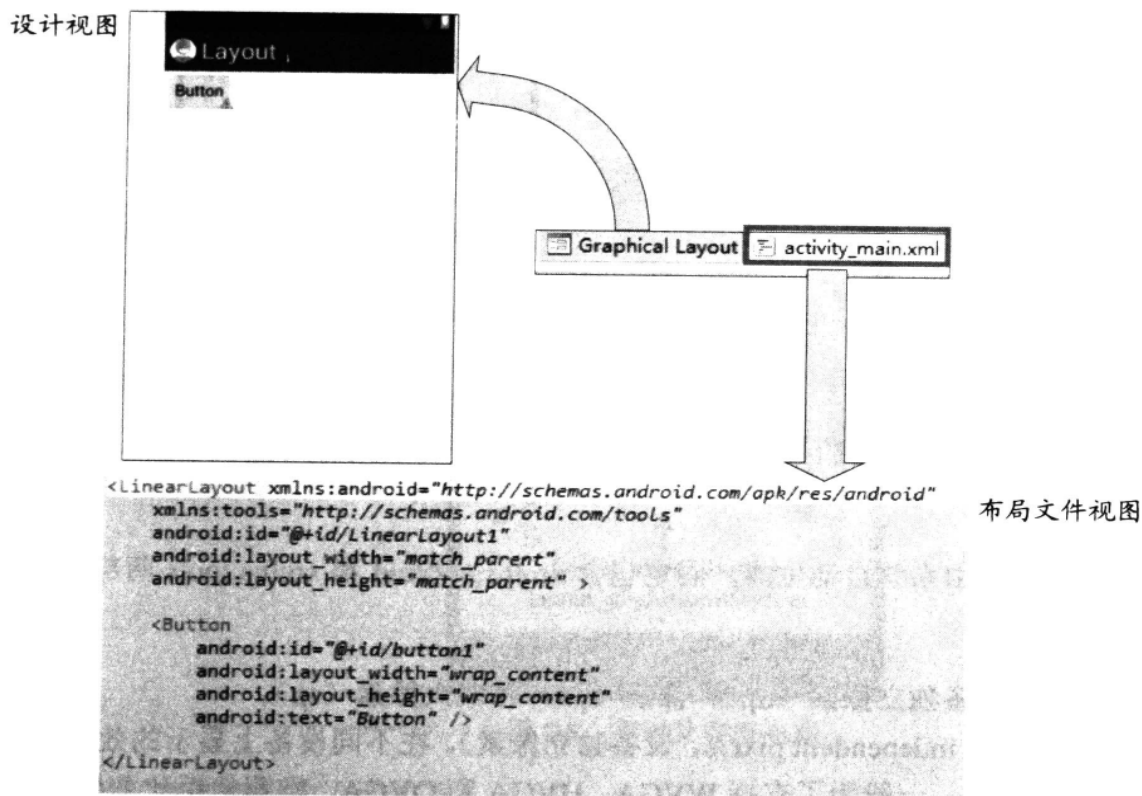 设计视图
Layout
Button
Graphical Layout
activity_main.xml
<LinearLayout xmlns:android="http://schemas.android.com/apk/res/android"
xmlns:tools="http://schemas.android.com/tools"
android:id="@+id/LinearLayout1"
android:layout_width="match_parent"
android:layout_height="match_parent" >
布局文件视图
<Button
android:id="@+id/button1"
android:layout_width="wrap_content"
android:layout_height="wrap_content"
android:text="Button" />
</LinearLayout>